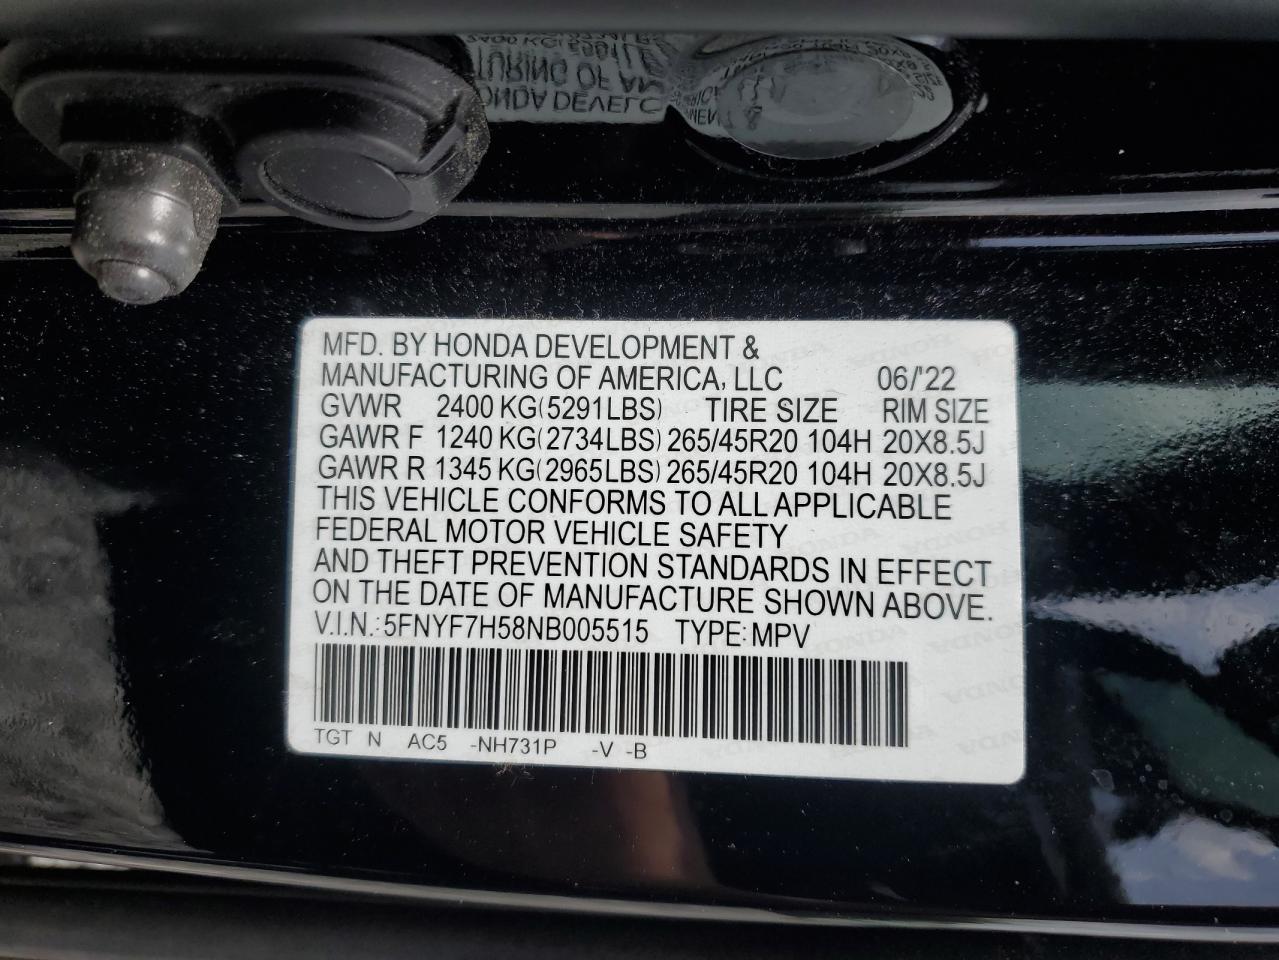 MFD. BY HONDA DEVELOPMENT &
MANUFACTURING OF AMERICA, LLC 06/'22
GVWR 2400 KG(5291LBS) TIRE SIZE RIM SIZE
GAWR F 1240 KG(2734LBS) 265/45R20 104H 20X8.5J
GAWR R 1345 KG(2965LBS) 265/45R20 104H 20X8.5J
THIS VEHICLE CONFORMS TO ALL APPLICABLE
FEDERAL MOTOR VEHICLE SAFETY
AND THEFT PREVENTION STANDARDS IN EFFECT
ON THE DATE OF MANUFACTURE SHOWN ABOVE.
V.I.N.: 5FNYF7H58NB005515 TYPE: MPV
TGT N AC5 -NH731P -V -B